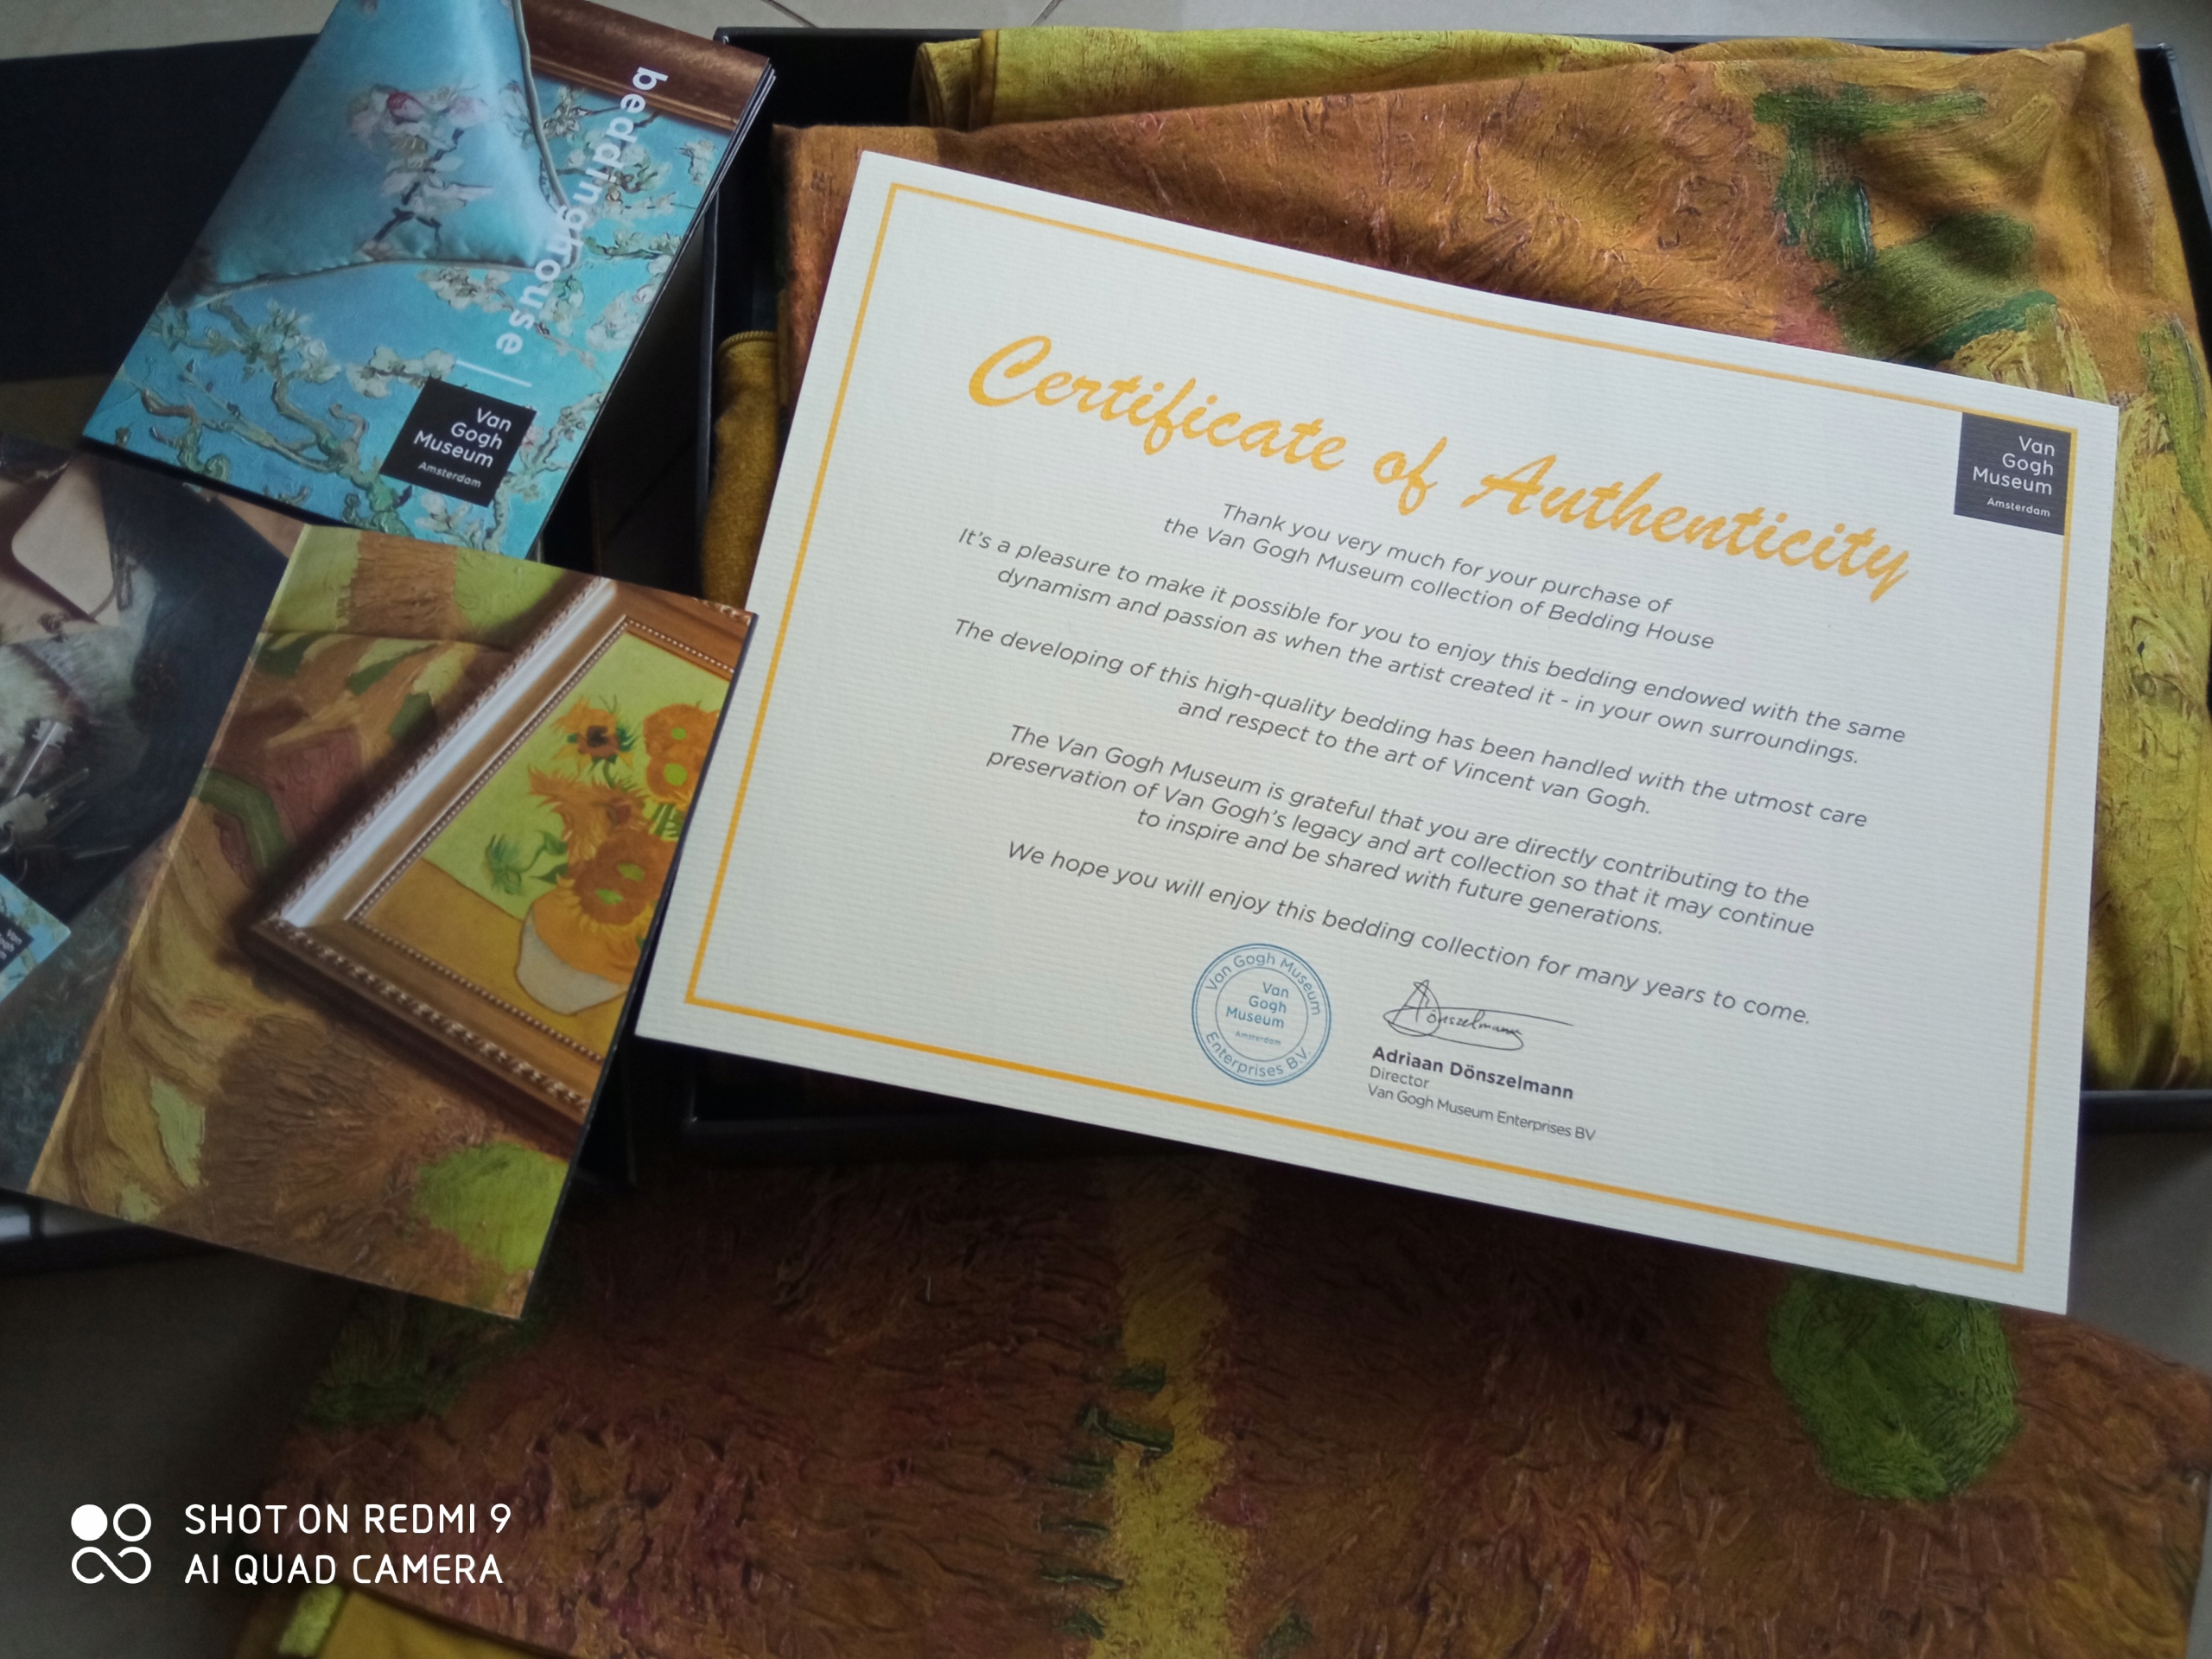 beddinghouse
Van
Gogh
Museum
Amsterdam
Certificate of Authenticity
Van
Gogh
Museum
Amsterdam
Thank you very much for your purchase of
the Van Gogh Museum collection of Bedding House
It's a pleasure to make it possible for you to enjoy this bedding endowed with the same
dynamism and passion as when the artist created it - in your own surroundings.
The developing of this high-quality bedding has been handled with the utmost care
and respect to the art of Vincent van Gogh.
The Van Gogh Museum is grateful that you are directly contributing to the
preservation of Van Gogh's legacy and art collection so that it may continue
to inspire and be shared with future generations.
We hope you will enjoy this bedding collection for many years to come.
Van Gogh Museum
Van
Gogh
Museum
Amsterdam
Enterprises B.V.
Dönszelmann
Adriaan Dönszelmann
Director
Van Gogh Museum Enterprises BV
SHOT ON REDMI 9
AI QUAD CAMERA